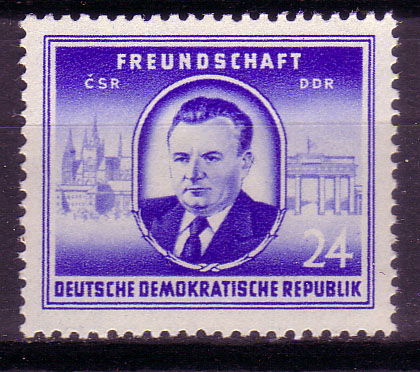 FREUNDSCHAFT
ČSR DDR
24
DEUTSCHE DEMOKRATISCHE REPUBLIK